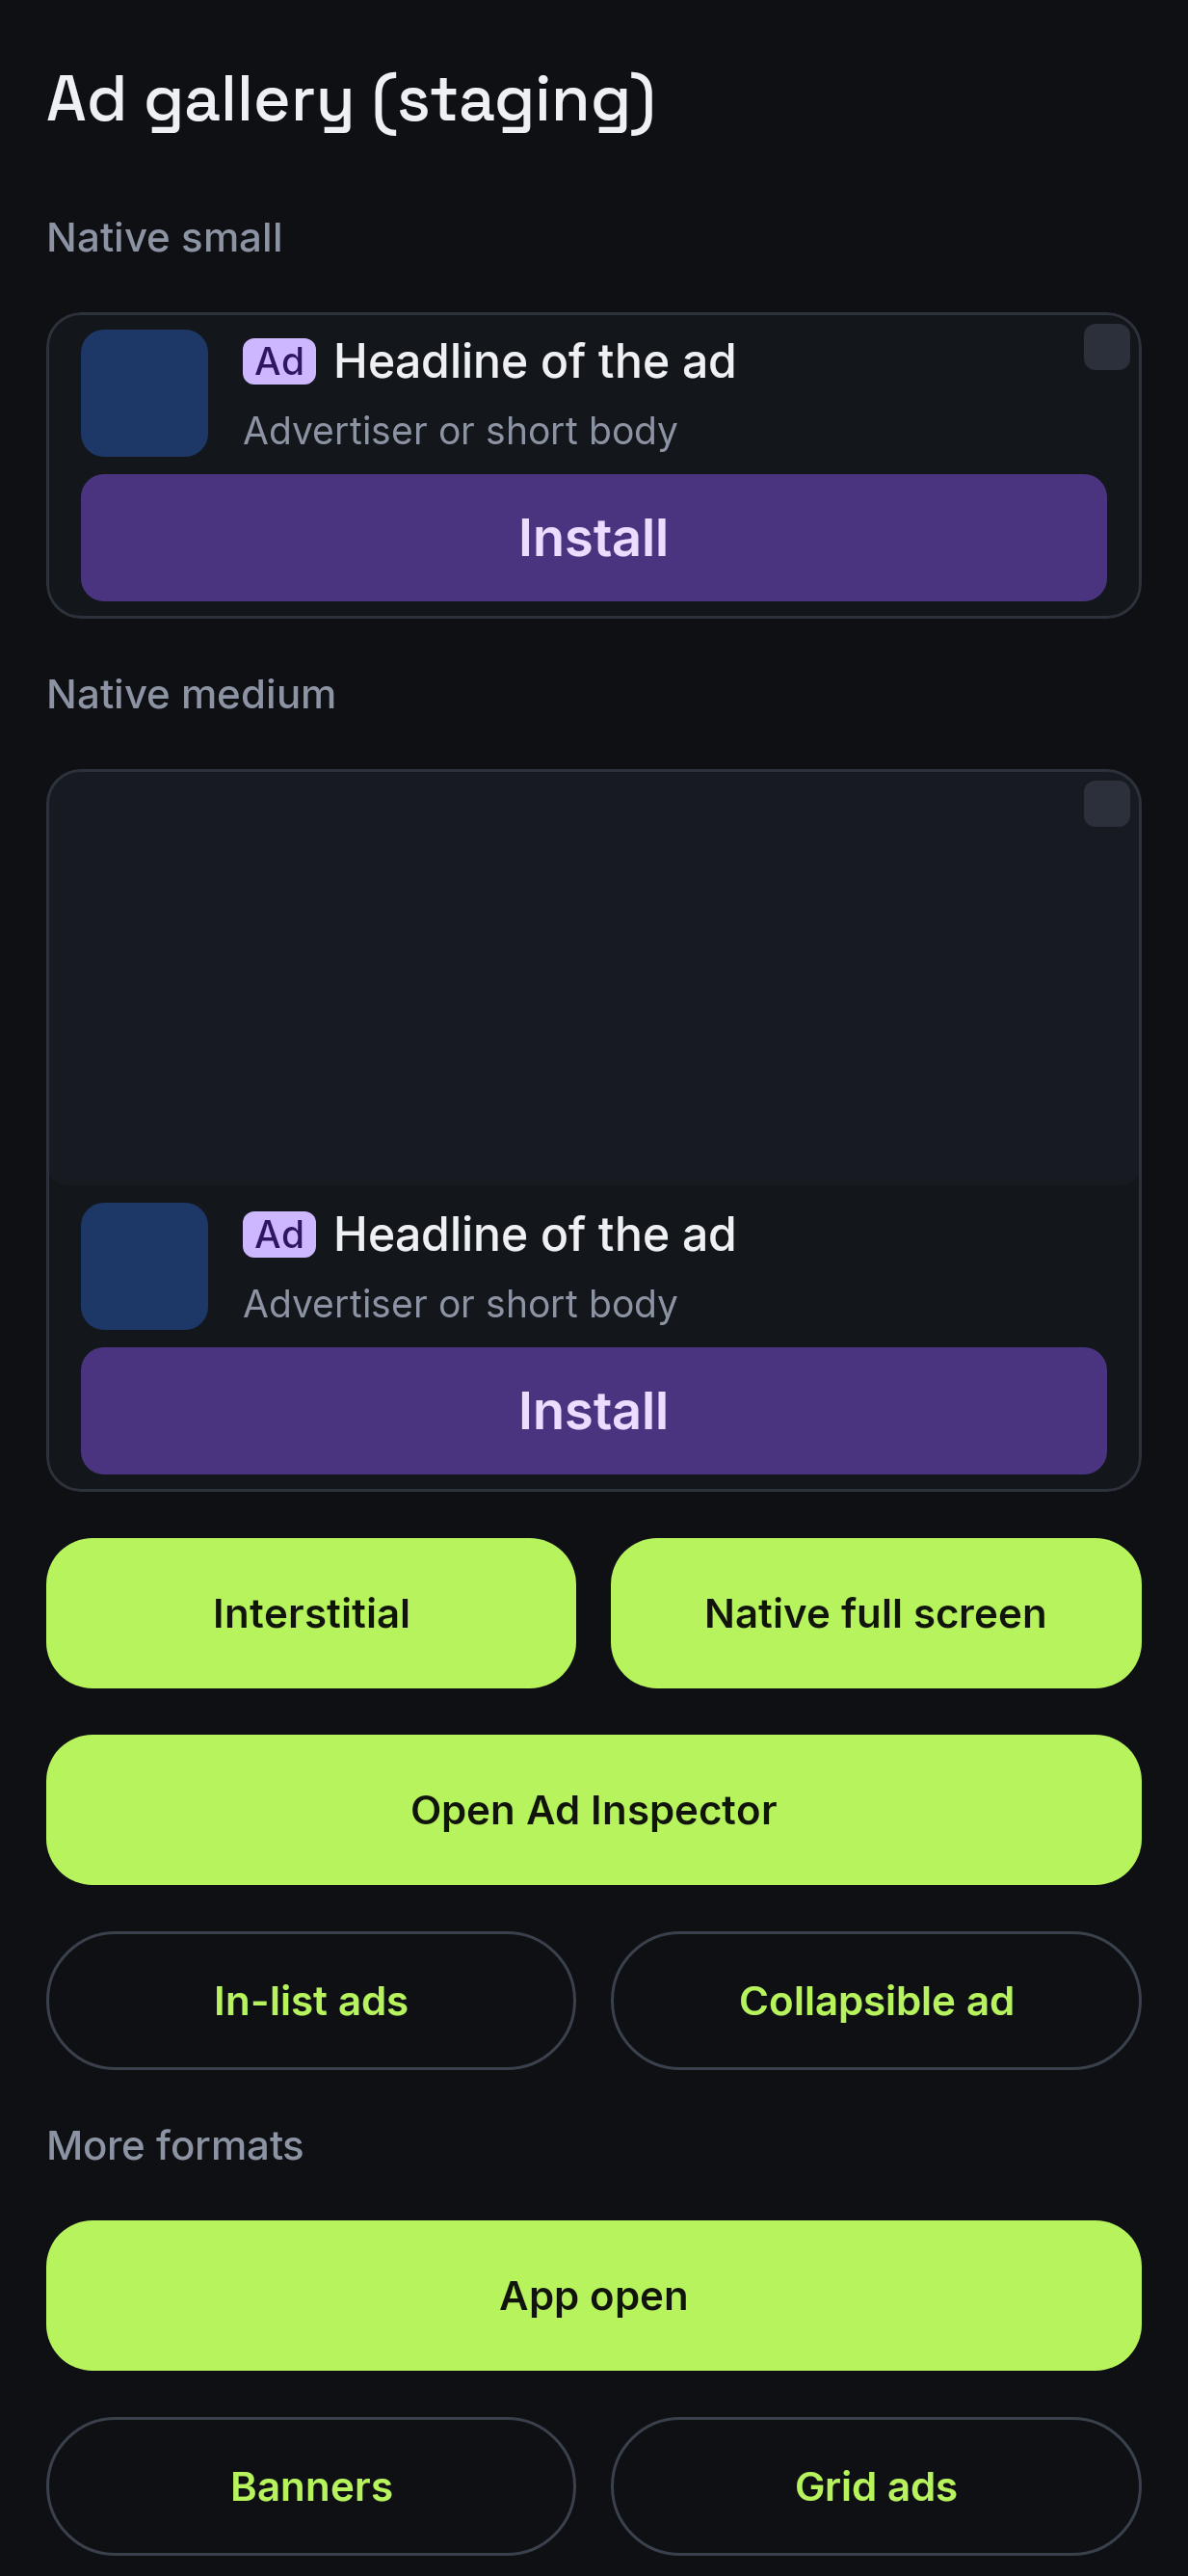 Ad gallery (staging)
Native small
Ad Headline of the ad
Advertiser or short body
Install
Native medium
Ad Headline of the ad
Advertiser or short body
Install
Interstitial
Native full screen
Open Ad Inspector
In-list ads
Collapsible ad
More formats
App open
Banners
Grid ads